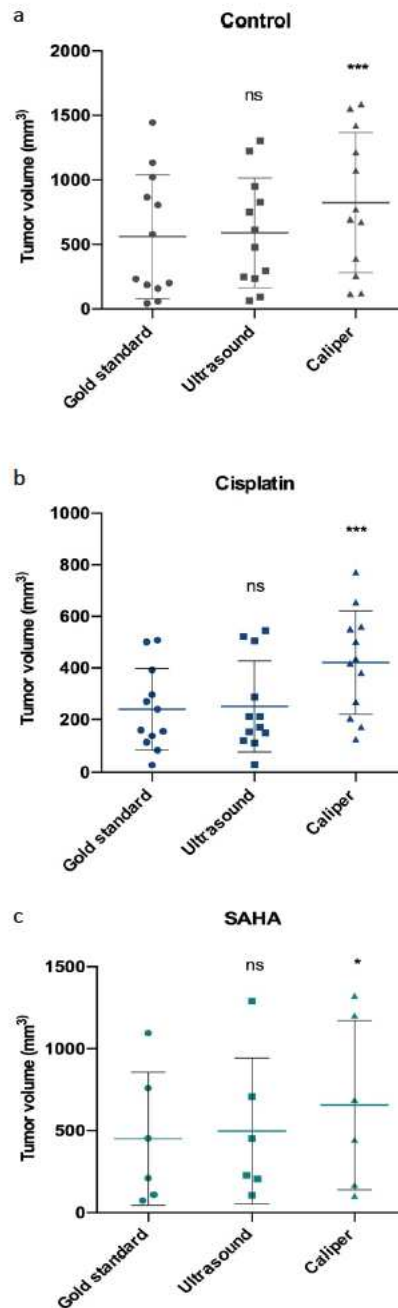 a
Control
Tumor volume (mm³)
2000
1500
1000
500
0
ns
***
Gold standard
Ultrasound
Caliper
b
Cisplatin
Tumor volume (mm³)
1000
800
600
400
200
0
ns
***
Gold standard
Ultrasound
Caliper
c
SAHA
Tumor volume (mm³)
1500
1000
500
0
ns
*
Gold standard
Ultrasound
Caliper